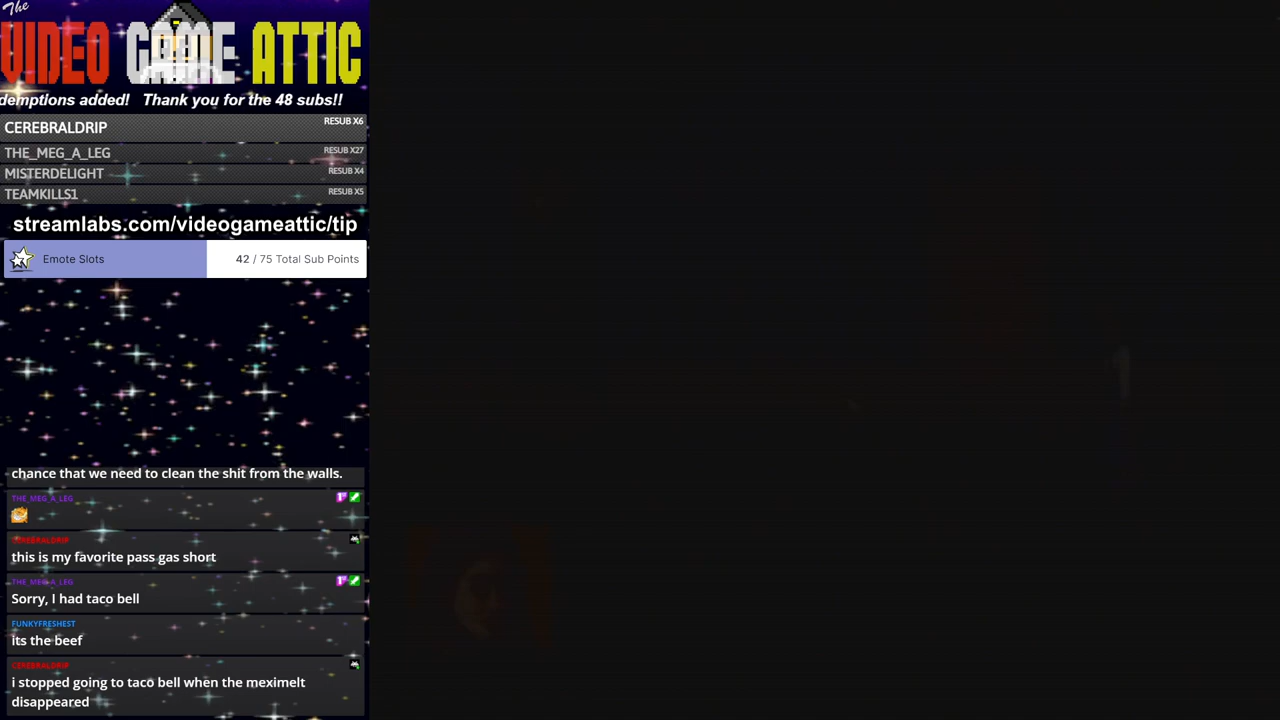 The
VIDEO GAME ATTIC
demptions added! Thank you for the 48 subs!!
CEREBRALDRIP RESUB X6
THE_MEG_A_LEG RESUB X27
MISTERDELIGHT RESUB X4
TEAMKILLS1 RESUB X5
streamlabs.com/videogameattic/tip
Emote Slots 42 / 75 Total Sub Points
chance that we need to clean the shit from the walls.
THE_MEG_A_LEG
CEREBRALDRIP
this is my favorite pass gas short
THE_MEG_A_LEG
Sorry, I had taco bell
FUNKYFRESHEST
its the beef
CEREBRALDRIP
i stopped going to taco bell when the meximelt
disappeared